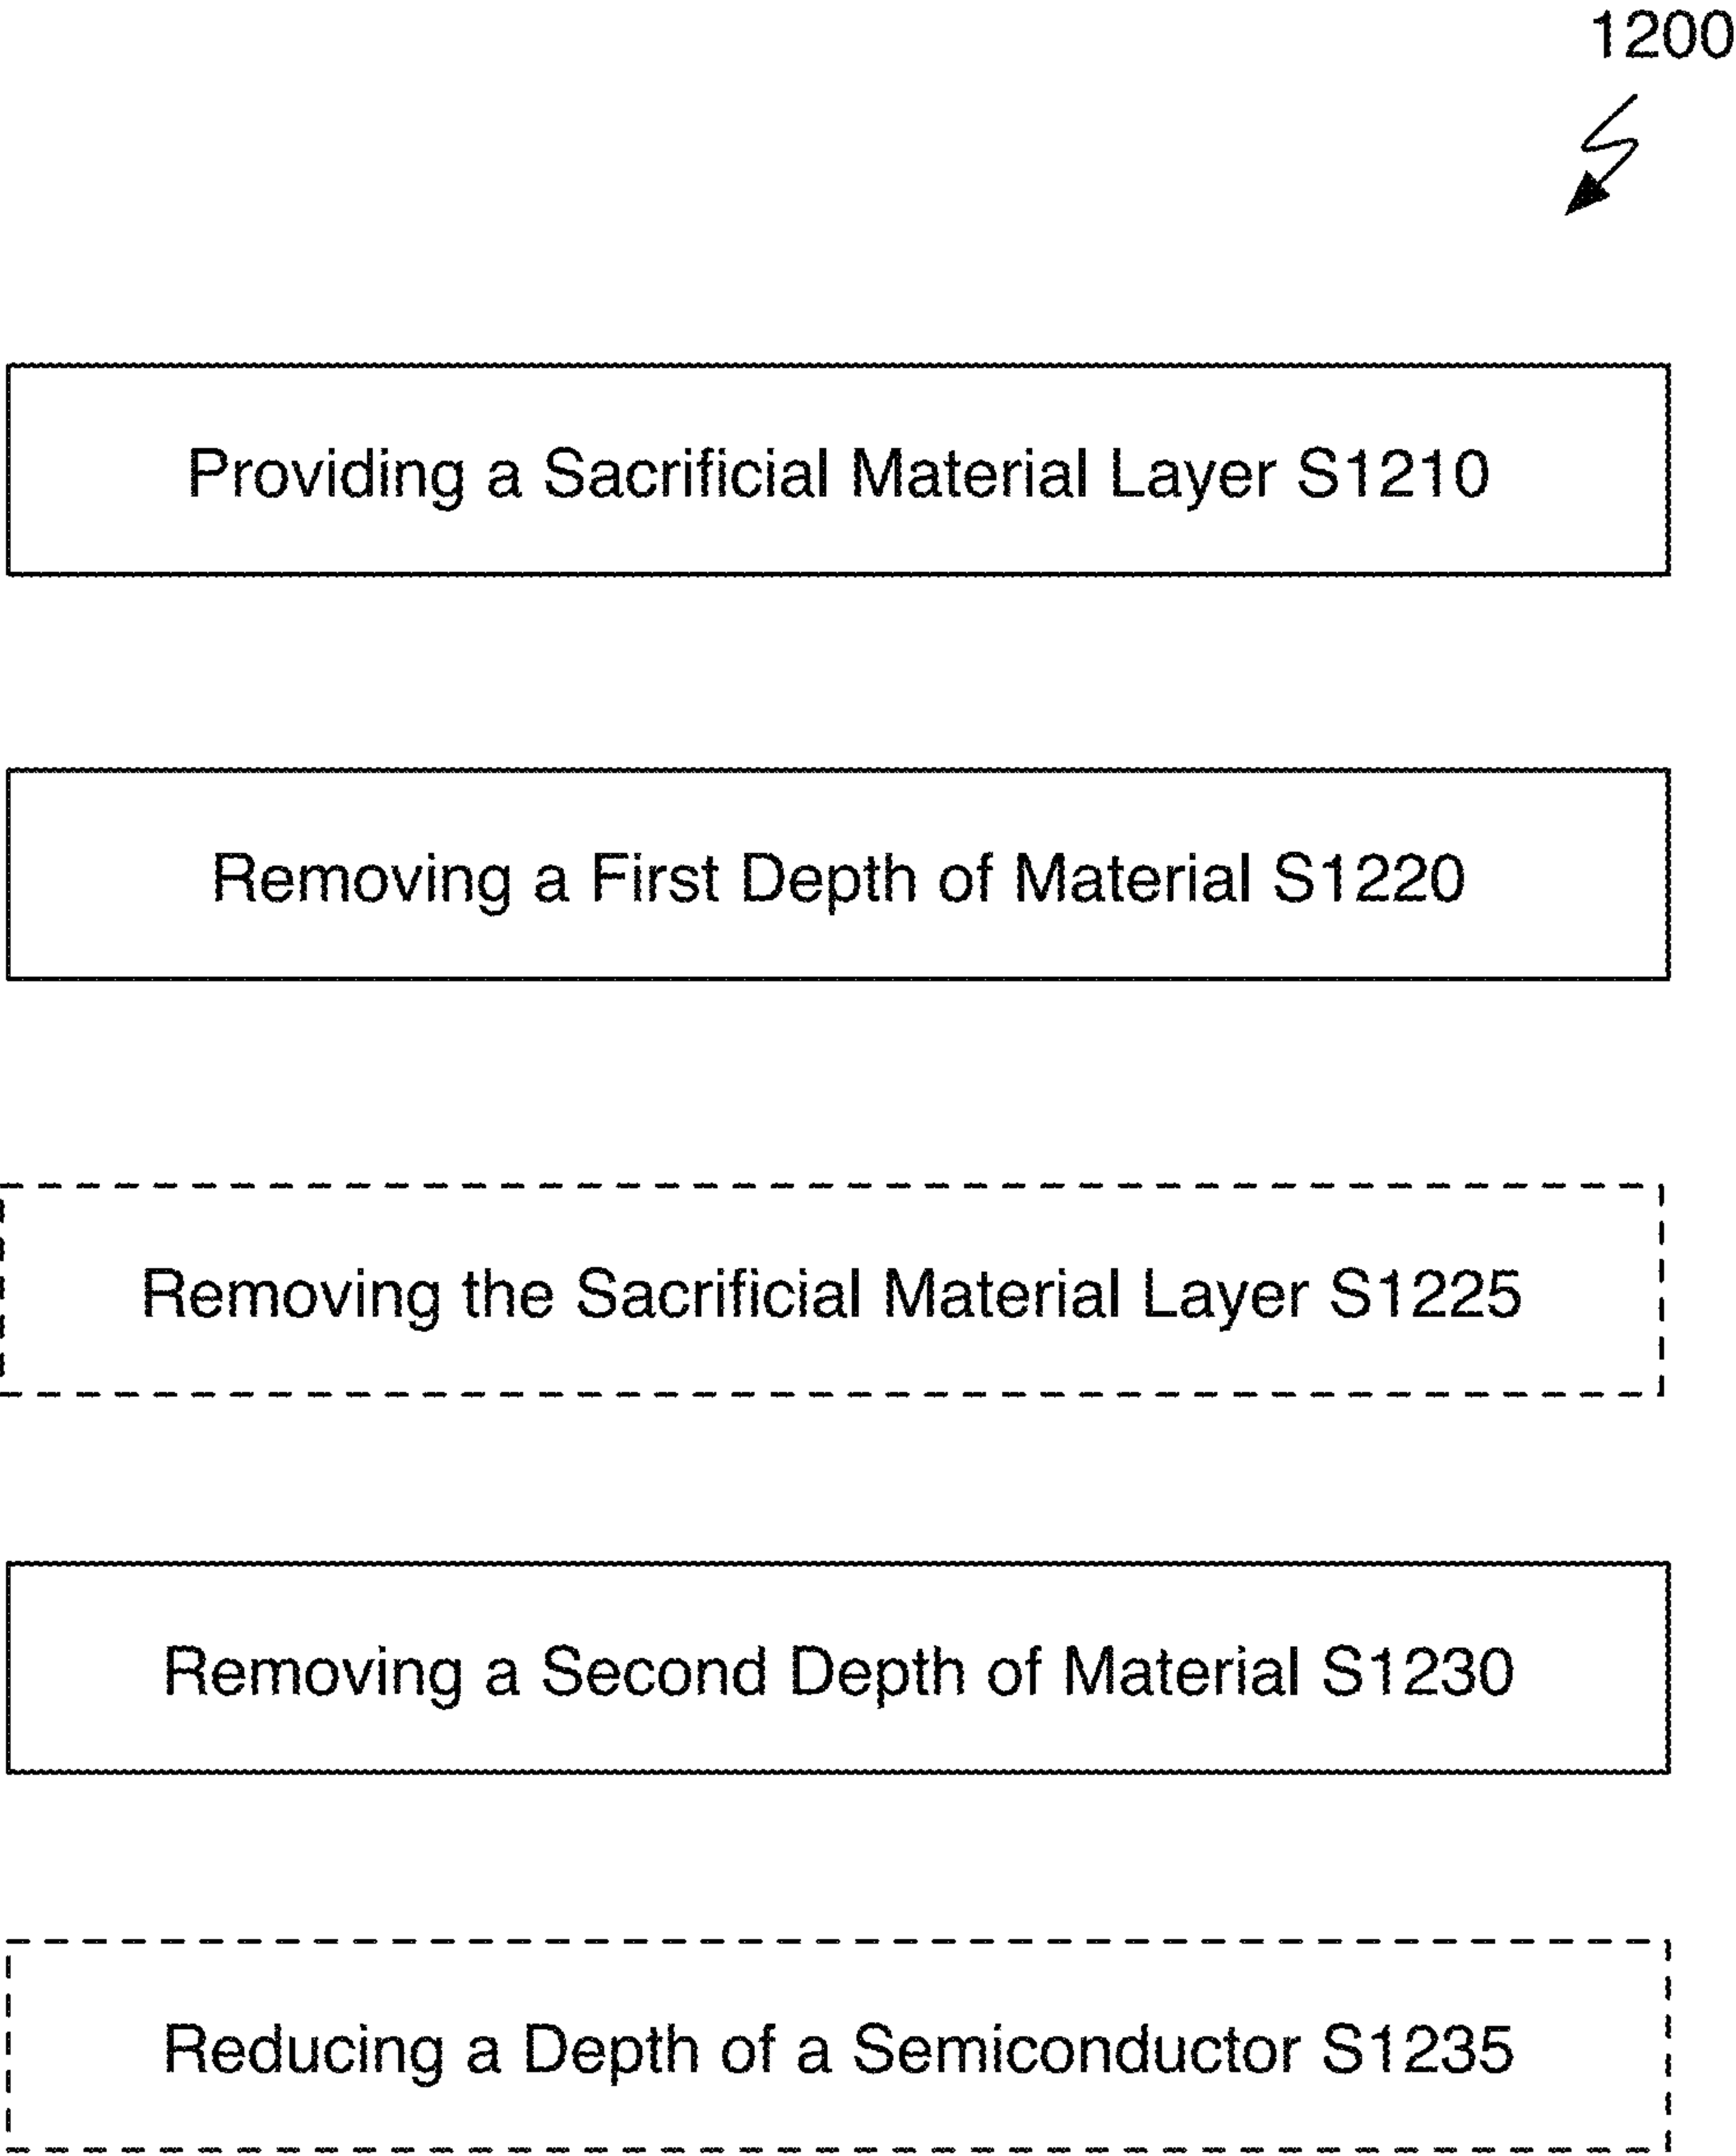 1200
Providing a Sacrificial Material Layer S1210
Removing a First Depth of Material S1220
Removing the Sacrificial Material Layer S1225
Removing a Second Depth of Material S1230
Reducing a Depth of a Semiconductor S1235